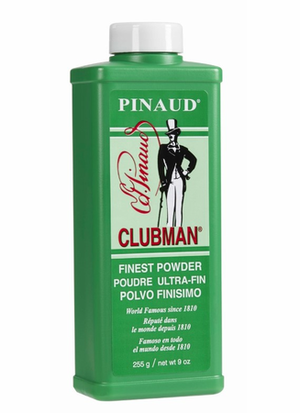 PINAUD®
Ed. Pinaud
CLUBMAN®
FINEST POWDER
POUDRE ULTRA-FIN
POLVO FINISIMO
World Famous since 1810
Réputé dans
le monde depuis 1810
Famoso en todo
el mundo desde 1810
255 g / net wt 9 oz